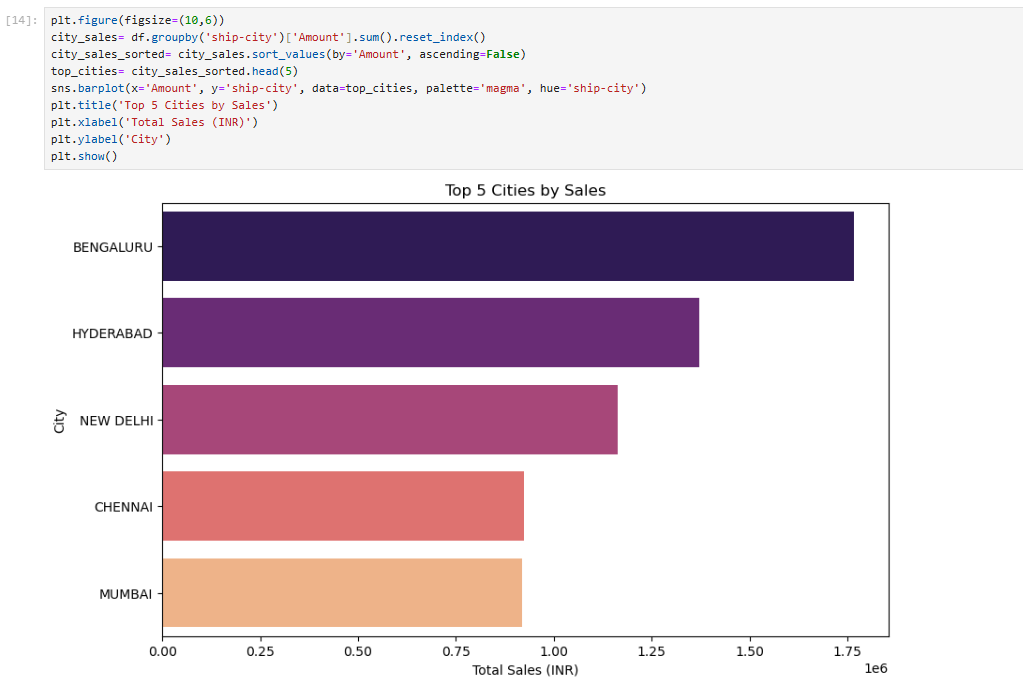 [14]:
plt.figure(figsize=(10,6))
city_sales= df.groupby('ship-city')['Amount'].sum().reset_index()
city_sales_sorted= city_sales.sort_values(by='Amount', ascending=False)
top_cities= city_sales_sorted.head(5)
sns.barplot(x='Amount', y='ship-city', data=top_cities, palette='magma', hue='ship-city')
plt.title('Top 5 Cities by Sales')
plt.xlabel('Total Sales (INR)')
plt.ylabel('City')
plt.show()
Top 5 Cities by Sales
BENGALURU
HYDERABAD
NEW DELHI
CHENNAI
MUMBAI
City
0.00 0.25 0.50 0.75 1.00 1.25 1.50 1.75
1e6
Total Sales (INR)